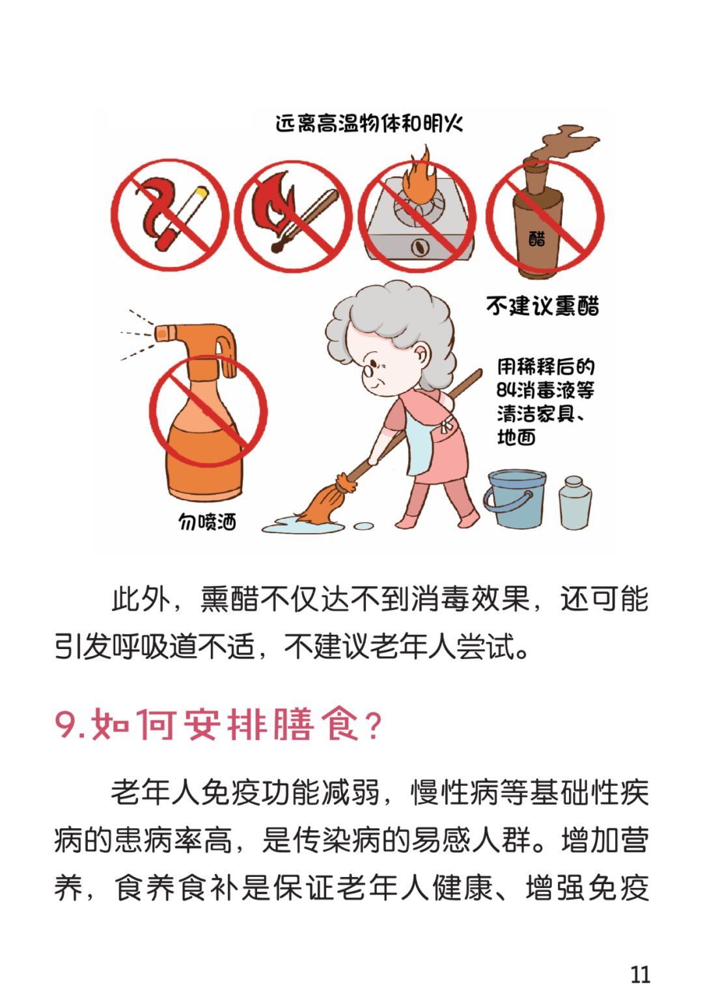 远离高温物体和明火
醋
不建议熏醋
用稀释后的
84消毒液等
清洁家具、
地面
勿喷洒
此外，熏醋不仅达不到消毒效果，还可能
引发呼吸道不适，不建议老年人尝试。
9.如何安排膳食?
老年人免疫功能减弱，慢性病等基础性疾
病的患病率高，是传染病的易感人群。增加营
养，食养食补是保证老年人健康、增强免疫
11